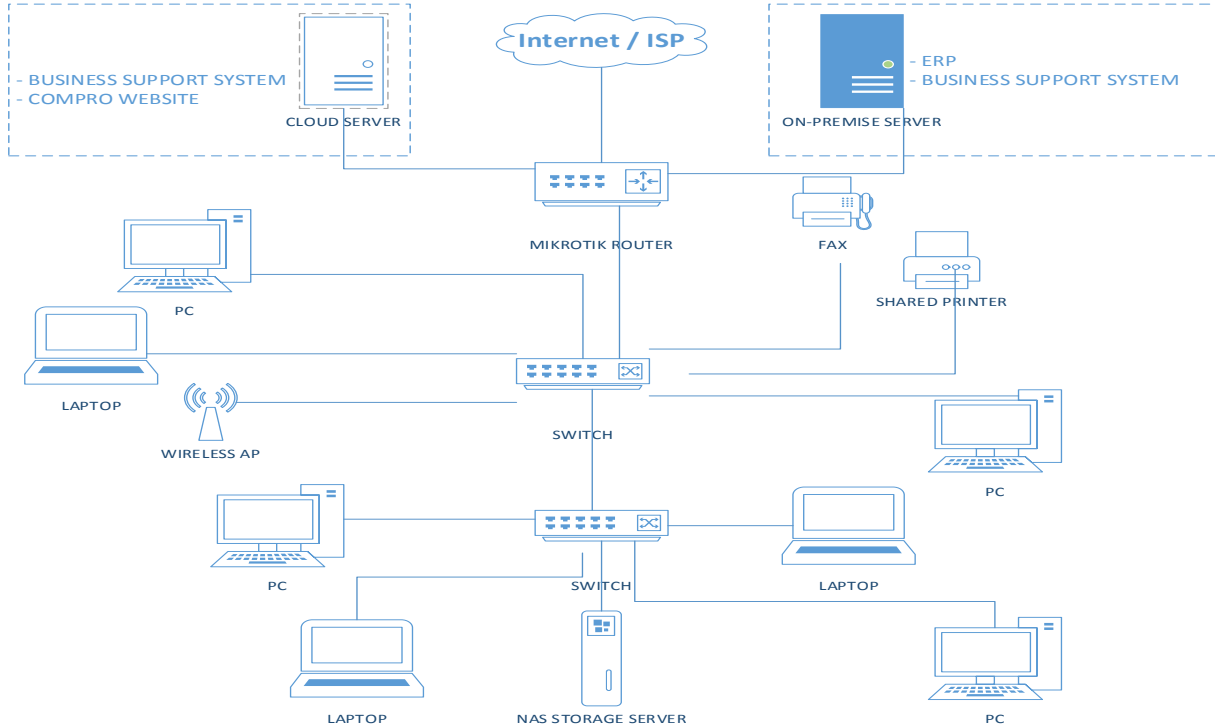 Internet / ISP
- BUSINESS SUPPORT SYSTEM
- COMPRO WEBSITE
CLOUD SERVER
- ERP
- BUSINESS SUPPORT SYSTEM
ON-PREMISE SERVER
MIKROTIK ROUTER
FAX
SHARED PRINTER
PC
LAPTOP
WIRELESS AP
SWITCH
PC
PC
SWITCH
LAPTOP
LAPTOP
NAS STORAGE SERVER
PC